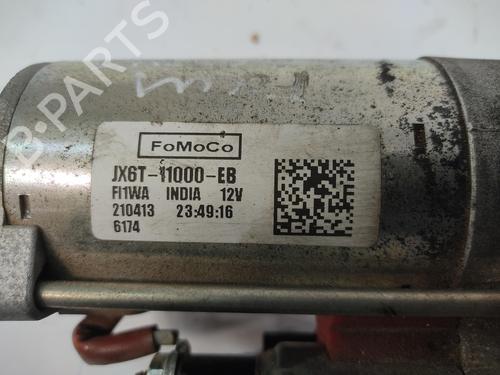 B-PARTS
FoMoCo
JX6T-11000-EB
FI1WA INDIA 12V
210413 23:49:16
6174